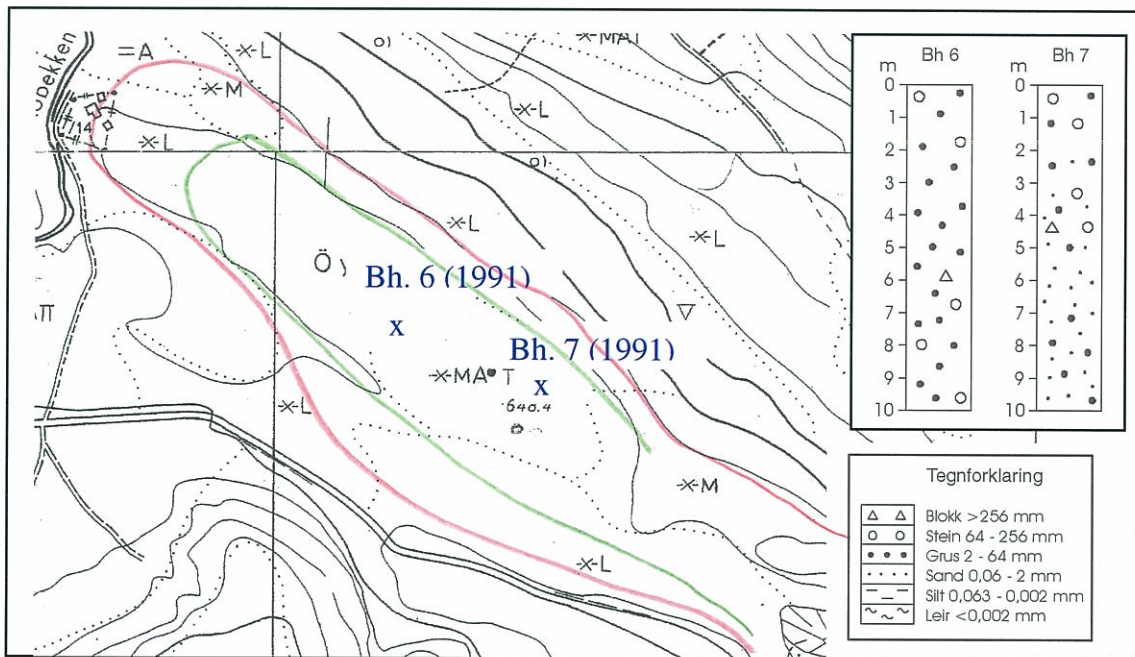 =A
L
MAT
M
L
14
L
L
L
Ö)
Bh. 6 (1991)
Bh. 7 (1991)
MA T
640.4
L
M
L
Bh 6
Bh 7
m
m
0
1
2
3
4
5
6
7
8
9
10
0
1
2
3
4
5
6
7
8
9
10
Tegnforklaring
Blokk >256 mm
Stein 64 - 256 mm
Grus 2 - 64 mm
Sand 0,06 - 2 mm
Silt 0,063 - 0,002 mm
Leir <0,002 mm